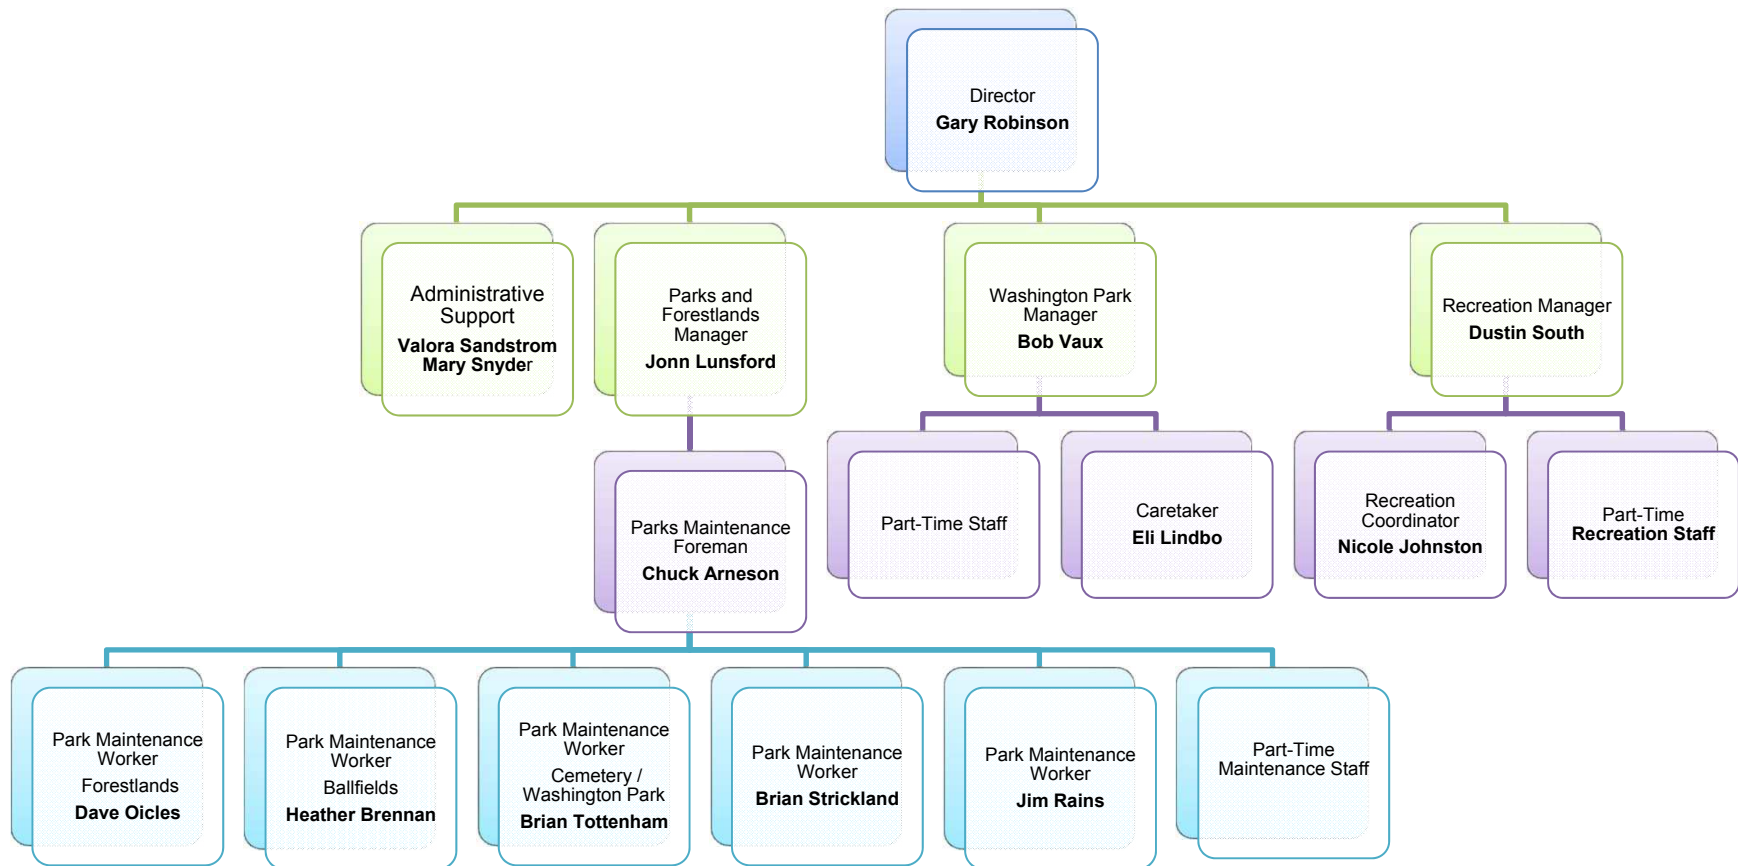 Director
Gary Robinson
Administrative
Support
Valora Sandstrom
Mary Snyder
Parks and
Forestlands
Manager
Jonn Lunsford
Washington Park
Manager
Bob Vaux
Recreation Manager
Dustin South
Parks Maintenance
Foreman
Chuck Arneson
Part-Time Staff
Caretaker
Eli Lindbo
Recreation
Coordinator
Nicole Johnston
Part-Time
Recreation Staff
Park Maintenance
Worker
Forestlands
Dave Oicles
Park Maintenance
Worker
Ballfields
Heather Brennan
Park Maintenance
Worker
Cemetery /
Washington Park
Brian Tottenham
Park Maintenance
Worker
Brian Strickland
Park Maintenance
Worker
Jim Rains
Part-Time
Maintenance Staff